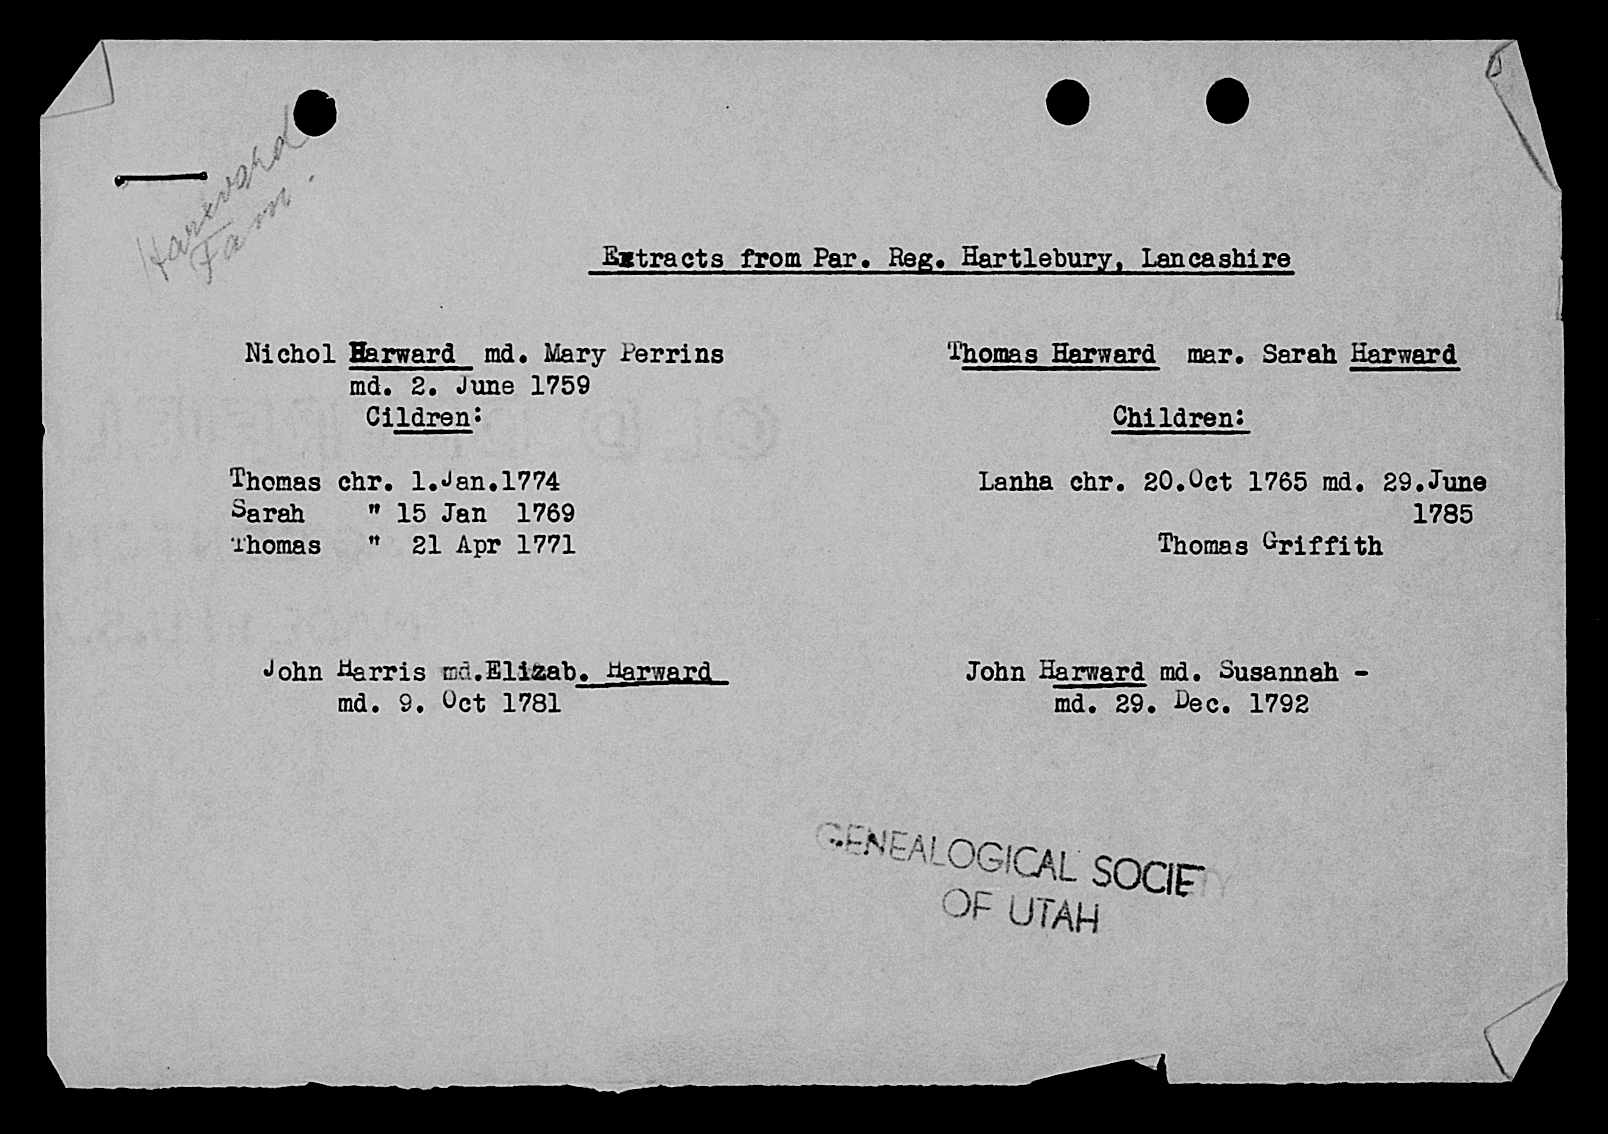 Harward
Fam.
Extracts from Par. Reg. Hartlebury, Lancashire
Nichol Harward md. Mary Perrins
md. 2. June 1759
Cildren:
Thomas chr. 1.Jan.1774
Sarah " 15 Jan 1769
Thomas " 21 Apr 1771
Thomas Harward mar. Sarah Harward
Children:
Lanha chr. 20.Oct 1765 md. 29.June
1785
Thomas Griffith
John Harris md.Elizab. Harward
md. 9. Oct 1781
John Harward md. Susannah -
md. 29. Dec. 1792
GENEALOGICAL SOCIETY
OF UTAH